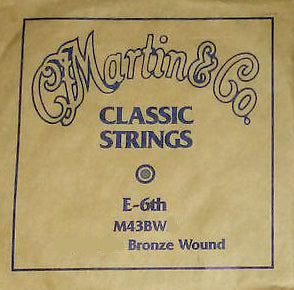 C.F. Martin & Co.
CLASSIC
STRINGS
E-6th
M43BW
Bronze Wound